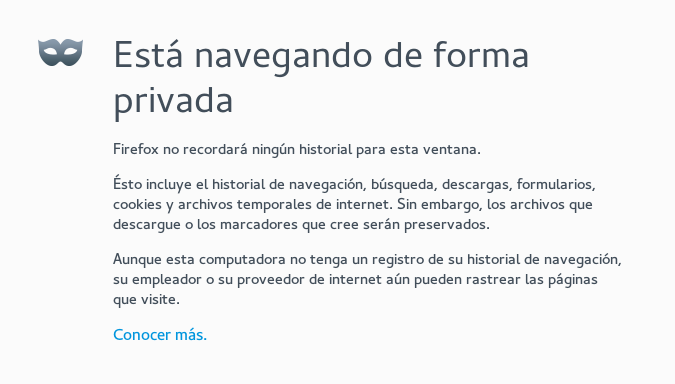 Está navegando de forma
privada
Firefox no recordará ningún historial para esta ventana.
Ésto incluye el historial de navegación, búsqueda, descargas, formularios,
cookies y archivos temporales de internet. Sin embargo, los archivos que
descargue o los marcadores que cree serán preservados.
Aunque esta computadora no tenga un registro de su historial de navegación,
su empleador o su proveedor de internet aún pueden rastrear las páginas
que visite.
Conocer más.